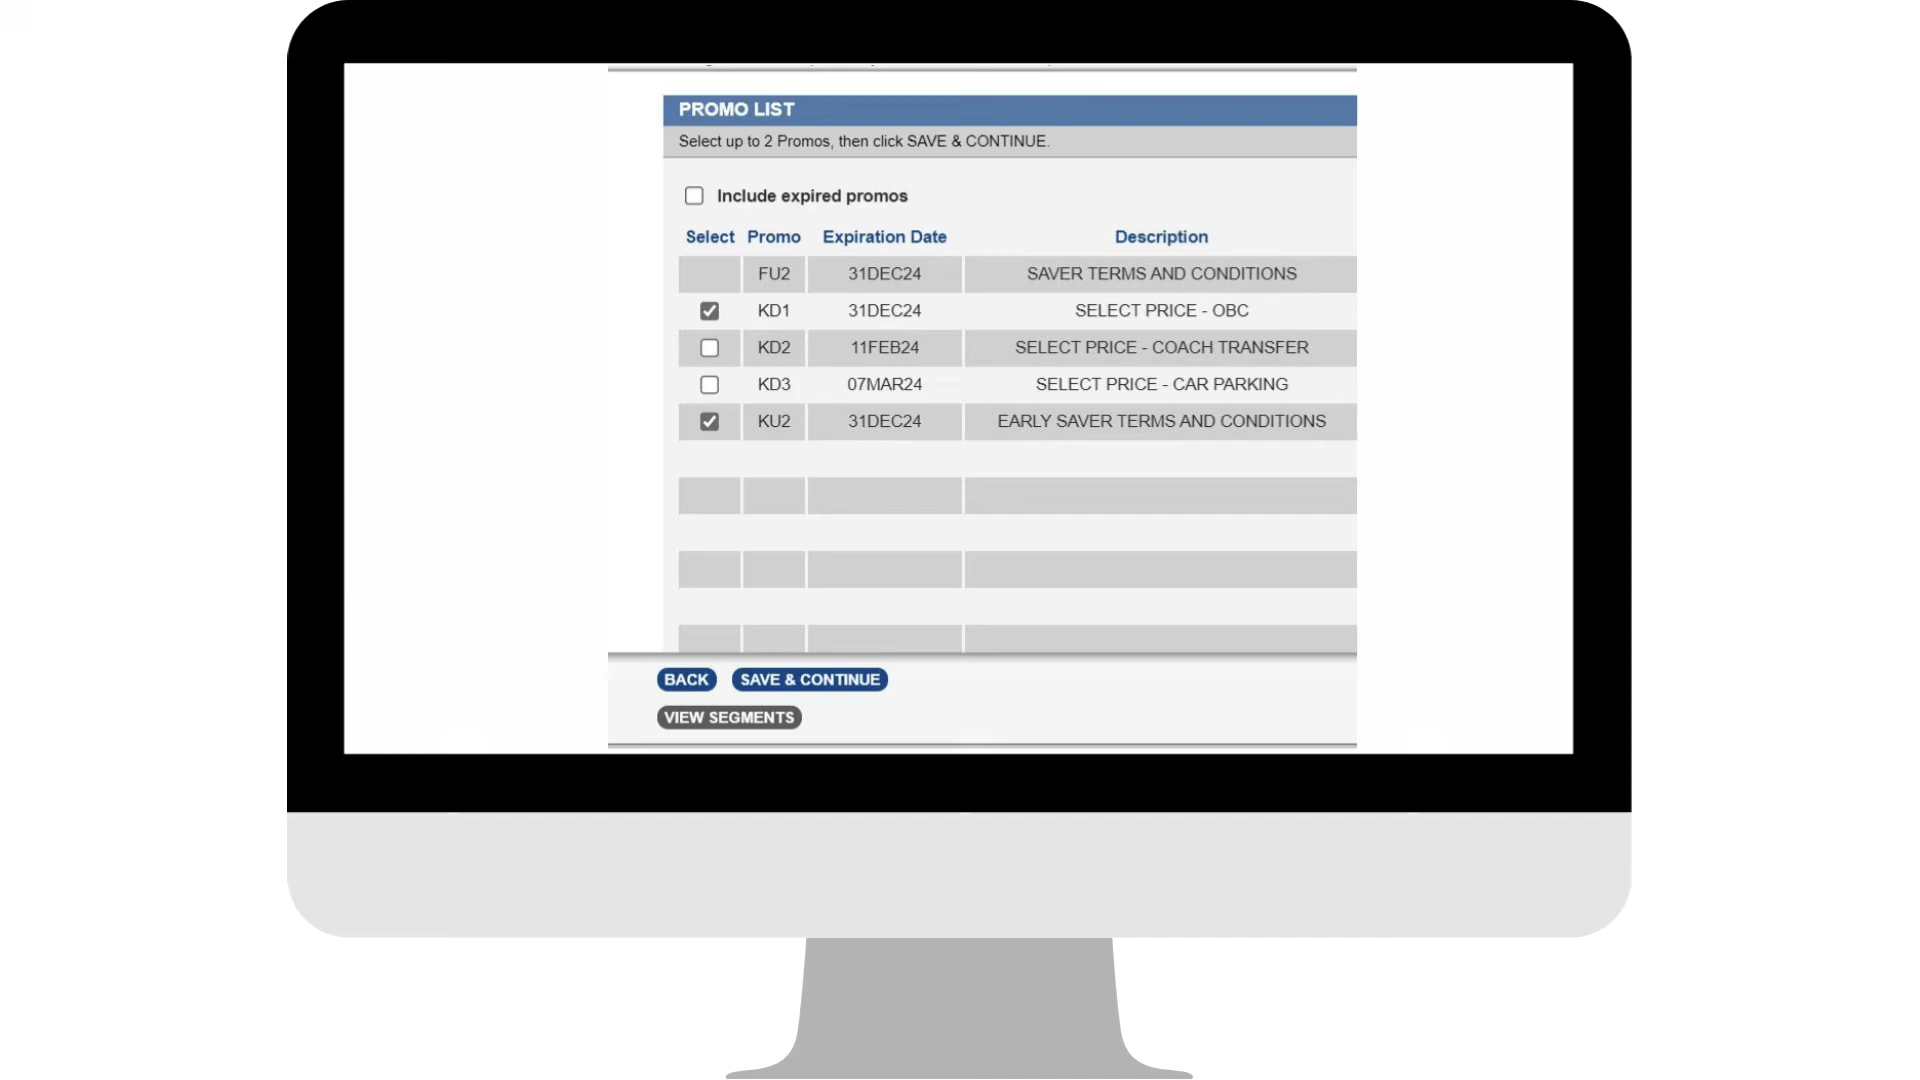 PROMO LIST
Select up to 2 Promos, then click SAVE & CONTINUE.
Include expired promos
Select Promo Expiration Date Description
FU2 31DEC24 SAVER TERMS AND CONDITIONS
KD1 31DEC24 SELECT PRICE - OBC
KD2 11FEB24 SELECT PRICE - COACH TRANSFER
KD3 07MAR24 SELECT PRICE - CAR PARKING
KU2 31DEC24 EARLY SAVER TERMS AND CONDITIONS
BACK SAVE & CONTINUE
VIEW SEGMENTS